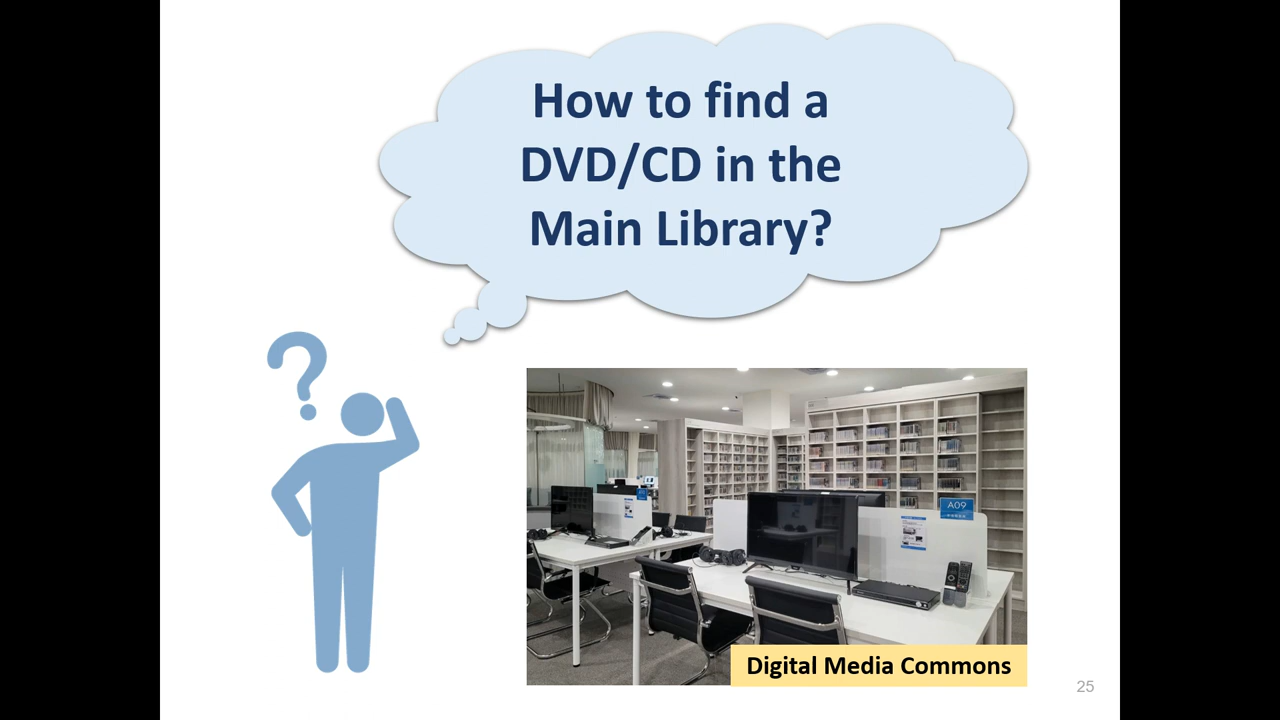 How to find a
DVD/CD in the
Main Library?
?
A09
Digital Media Commons
25